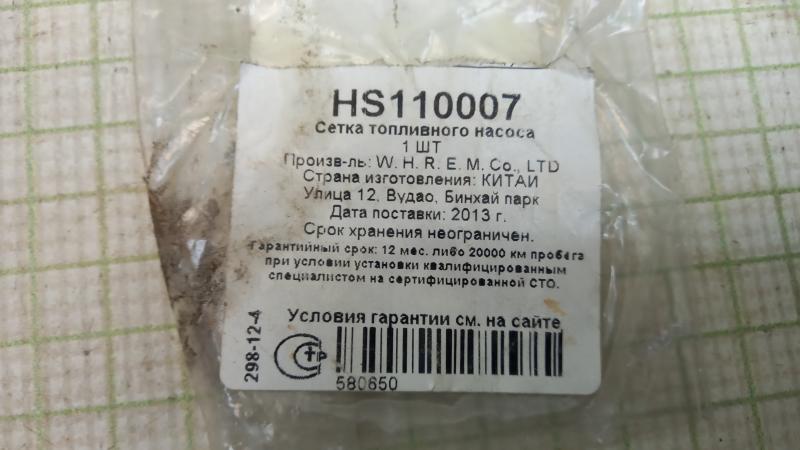 HS110007
Сетка топливного насоса
1 ШТ
Произв-ль: W. H. R. E. M. Co., LTD
Страна изготовления: КИТАЙ
Улица 12, Вудао, Бинхай парк
Дата поставки: 2013 г.
Срок хранения неограничен.
Гарантийный срок: 12 мес. либо 20000 км пробега
при условии установки квалифицированным
специалистом на сертифицированной СТО.
Условия гарантии см. на сайте
298-12-4
580650